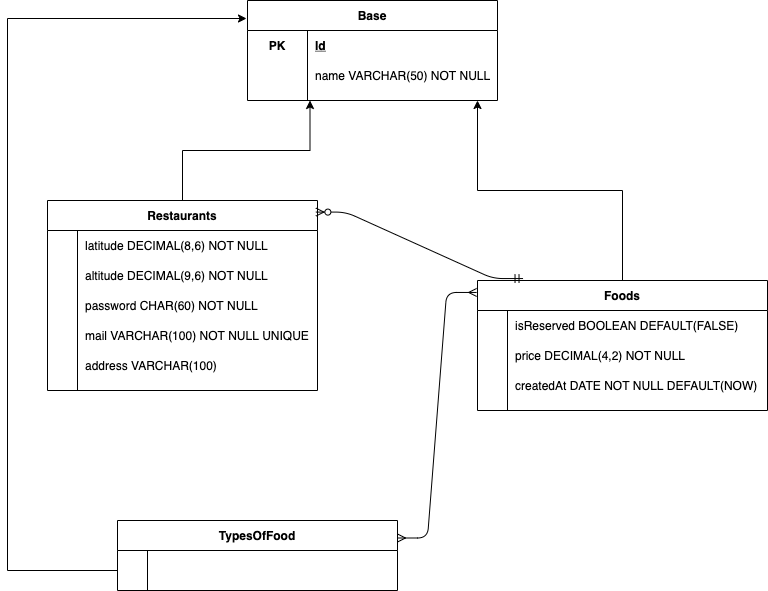 Base
PK Id
name VARCHAR(50) NOT NULL
Restaurants
latitude DECIMAL(8,6) NOT NULL
altitude DECIMAL(9,6) NOT NULL
password CHAR(60) NOT NULL
mail VARCHAR(100) NOT NULL UNIQUE
address VARCHAR(100)
Foods
isReserved BOOLEAN DEFAULT(FALSE)
price DECIMAL(4,2) NOT NULL
createdAt DATE NOT NULL DEFAULT(NOW)
TypesOfFood